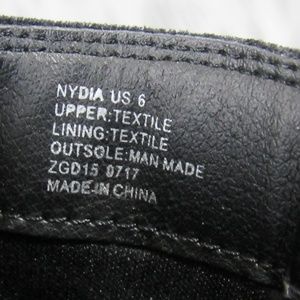 NYDIA US 6
UPPER:TEXTILE
LINING:TEXTILE
OUTSOLE:MAN MADE
ZGD15 0717
MADE IN CHINA